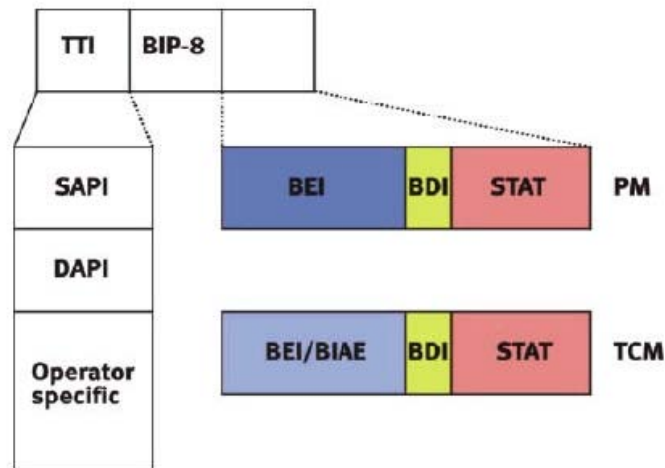 TTI BIP-8
SAPI BEI BDI STAT PM
DAPI
BEI/BIAE BDI STAT TCM
Operator
specific